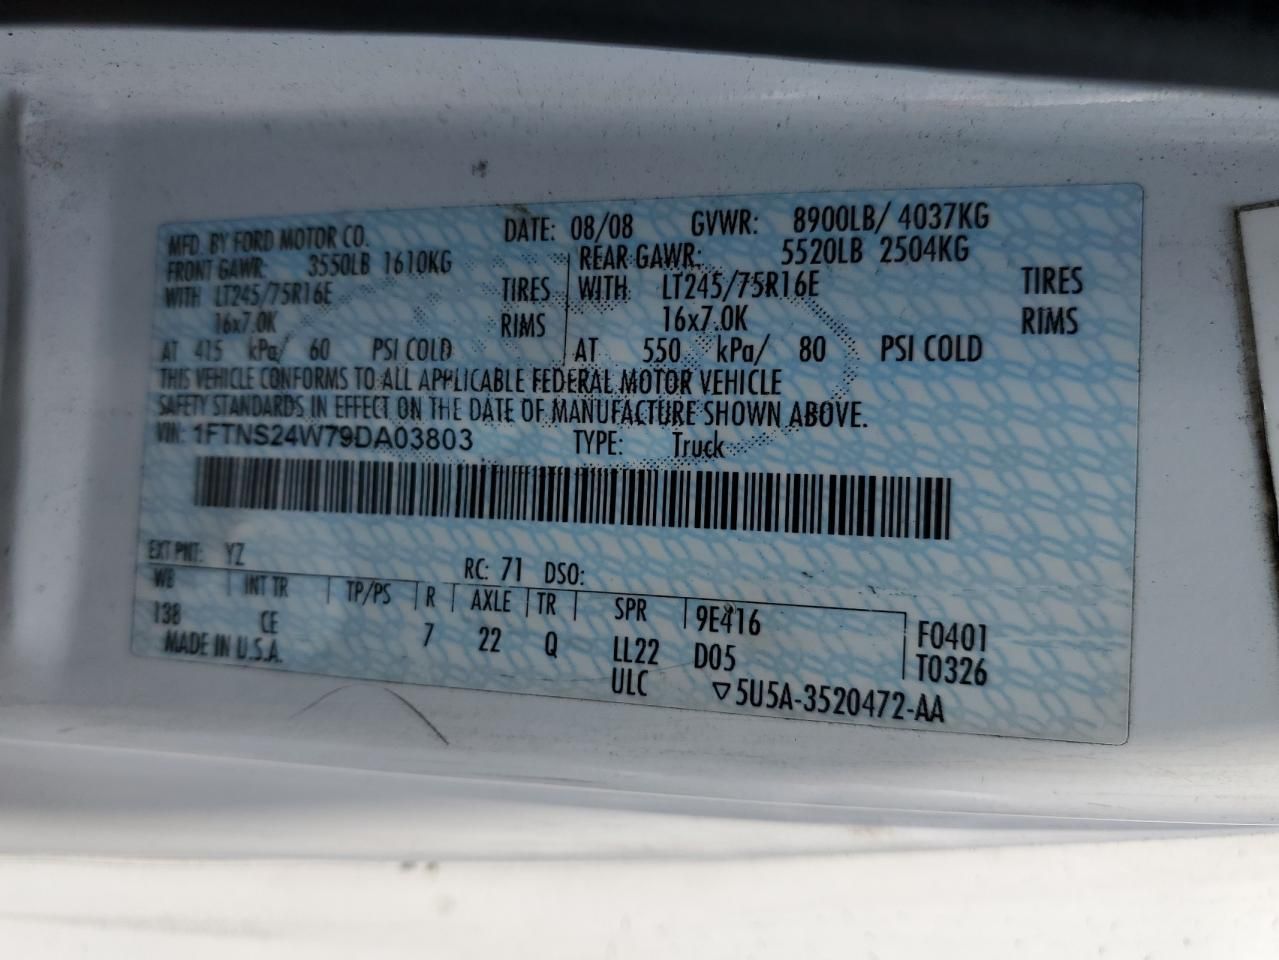 MFD. BY FORD MOTOR CO. DATE: 08/08 GVWR: 8900LB/ 4037KG
FRONT GAWR: 3550LB 1610KG REAR GAWR: 5520LB 2504KG
WITH LT245/75R16E TIRES WITH LT245/75R16E TIRES
16x7.0K RIMS 16x7.0K RIMS
AT 415 kPa/ 60 PSI COLD AT 550 kPa/ 80 PSI COLD
THIS VEHICLE CONFORMS TO ALL APPLICABLE FEDERAL MOTOR VEHICLE
SAFETY STANDARDS IN EFFECT ON THE DATE OF MANUFACTURE SHOWN ABOVE.
VIN: 1FTNS24W79DA03803 TYPE: Truck
EXT PNT: YZ RC: 71 DSO:
WB INT TR TP/PS R AXLE TR SPR 9E416 F0401
138 CE 7 22 Q LL22 D05 T0326
MADE IN U.S.A. ULC ▽5U5A-3520472-AA